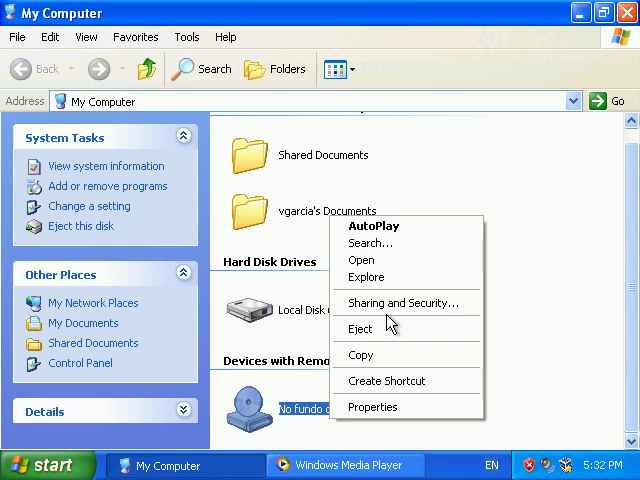 My Computer
File Edit View Favorites Tools Help
Back Search Folders
Address My Computer Go
System Tasks
View system information
Add or remove programs
Change a setting
Eject this disk
Other Places
My Network Places
My Documents
Shared Documents
Control Panel
Details
Shared Documents
vgarcia's Documents
Hard Disk Drives
Local Disk
Devices with Remo
No fundo d
AutoPlay
Search...
Open
Explore
Sharing and Security...
Eject
Copy
Create Shortcut
Properties
start My Computer Windows Media Player EN 5:32 PM